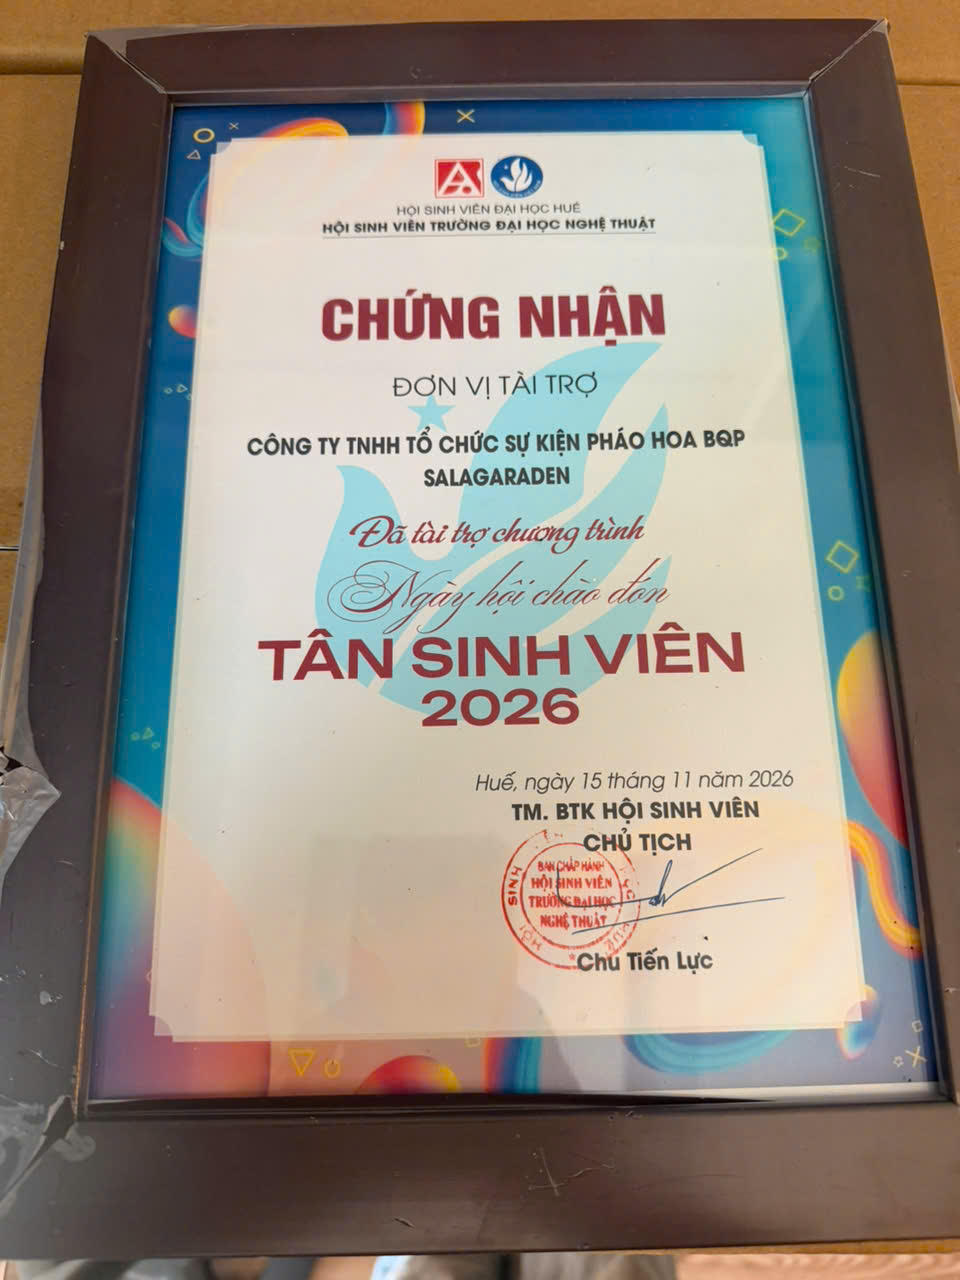 HỘI SINH VIÊN ĐẠI HỌC HUẾ
HỘI SINH VIÊN TRƯỜNG ĐẠI HỌC NGHỆ THUẬT
CHỨNG NHẬN
ĐƠN VỊ TÀI TRỢ
CÔNG TY TNHH TỔ CHỨC SỰ KIỆN PHÁO HOA BQP
SALAGARADEN
Đã tài trợ chương trình
Ngày hội chào đón
TÂN SINH VIÊN
2026
Huế, ngày 15 tháng 11 năm 2026
TM. BTK HỘI SINH VIÊN
CHỦ TỊCH
BAN CHẤP HÀNH
HỘI SINH VIÊN
TRƯỜNG ĐẠI HỌC
NGHỆ THUẬT
Chu Tiến Lực